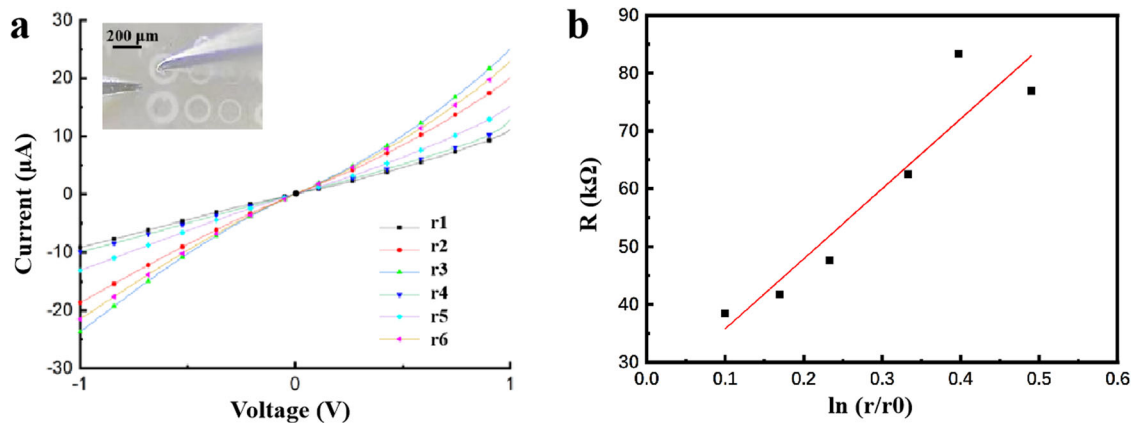 a
200 μm
30
20
10
0
-10
-20
-30
Current (μA)
-1
0
1
Voltage (V)
r1
r2
r3
r4
r5
r6
b
90
80
70
60
50
40
30
R (kΩ)
0.0
0.1
0.2
0.3
0.4
0.5
0.6
ln (r/r0)